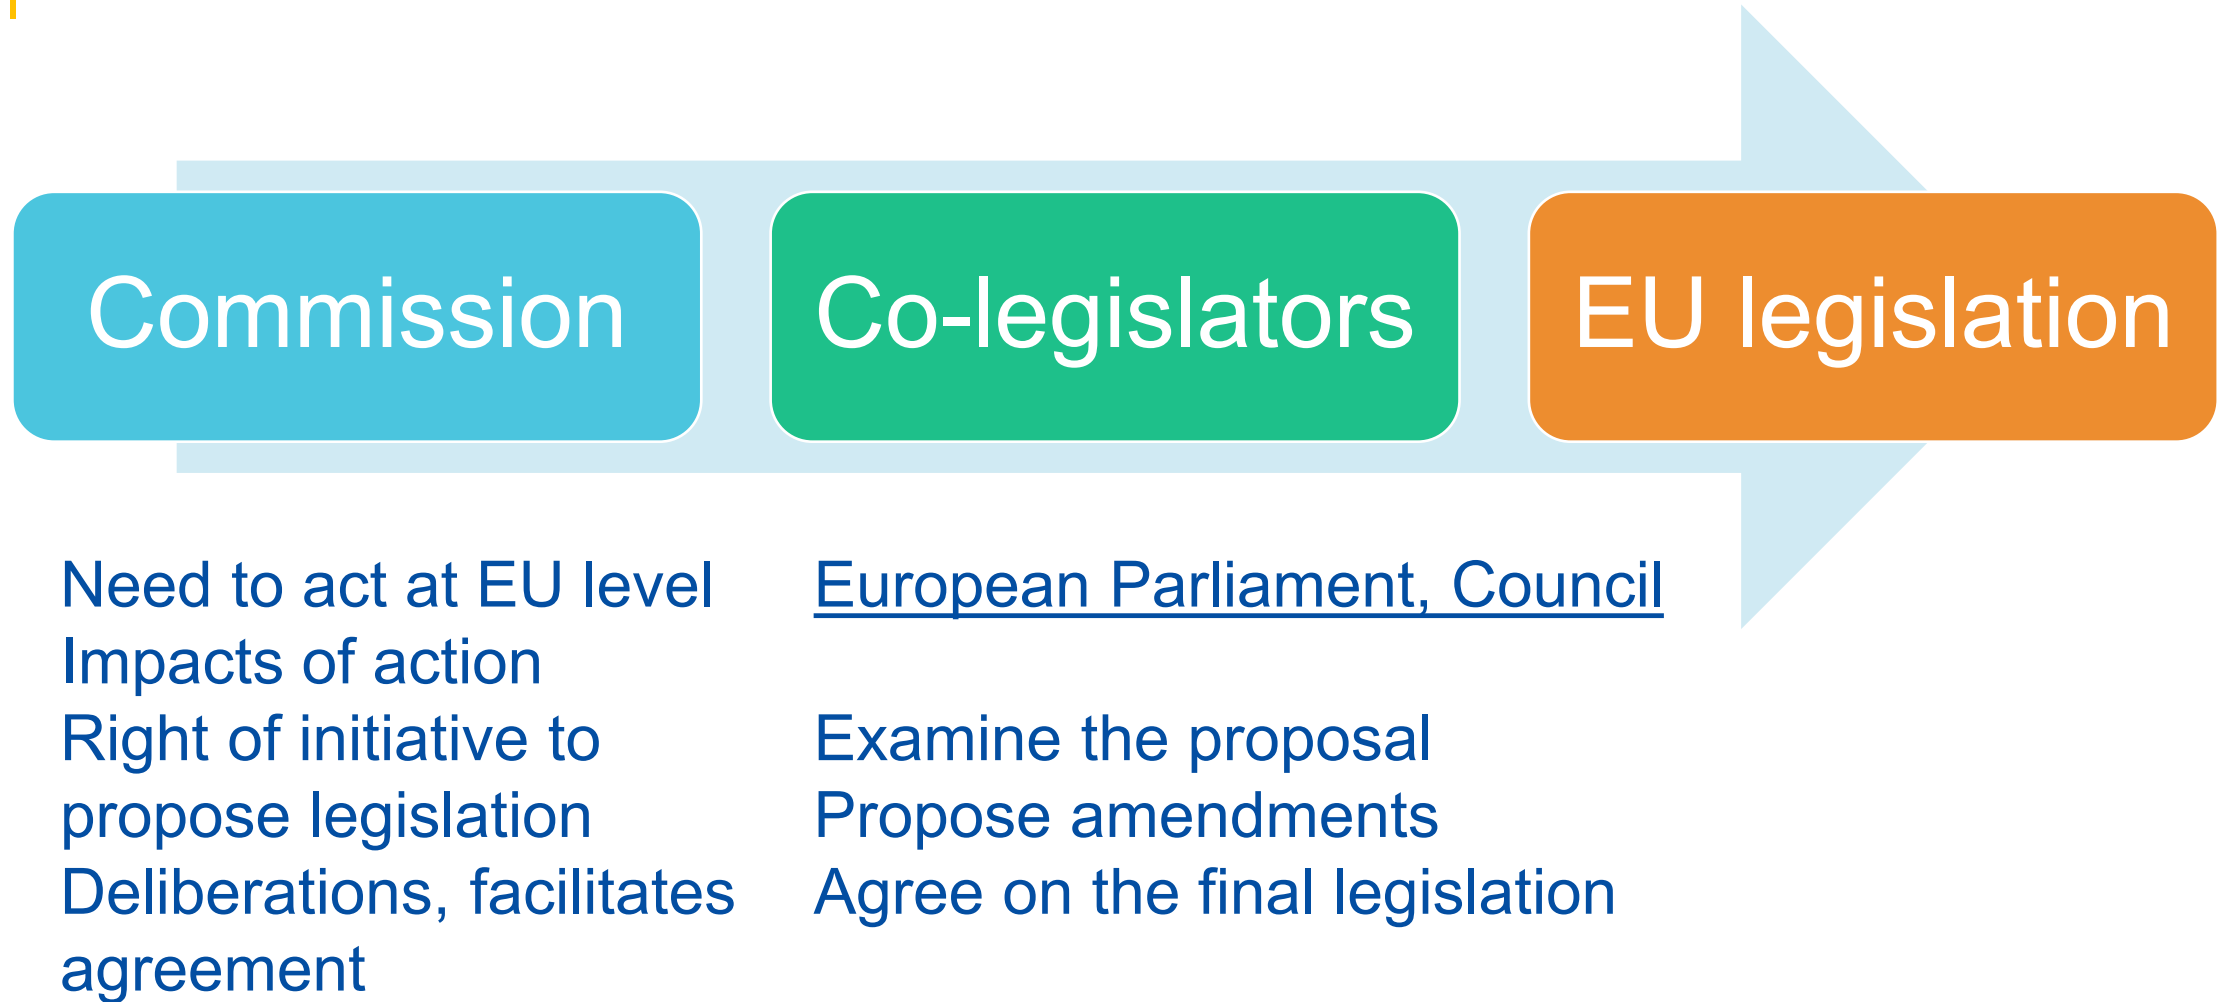 Commission
Co-legislators
EU legislation
Need to act at EU level
Impacts of action
Right of initiative to
propose legislation
Deliberations, facilitates
agreement
European Parliament, Council
Examine the proposal
Propose amendments
Agree on the final legislation